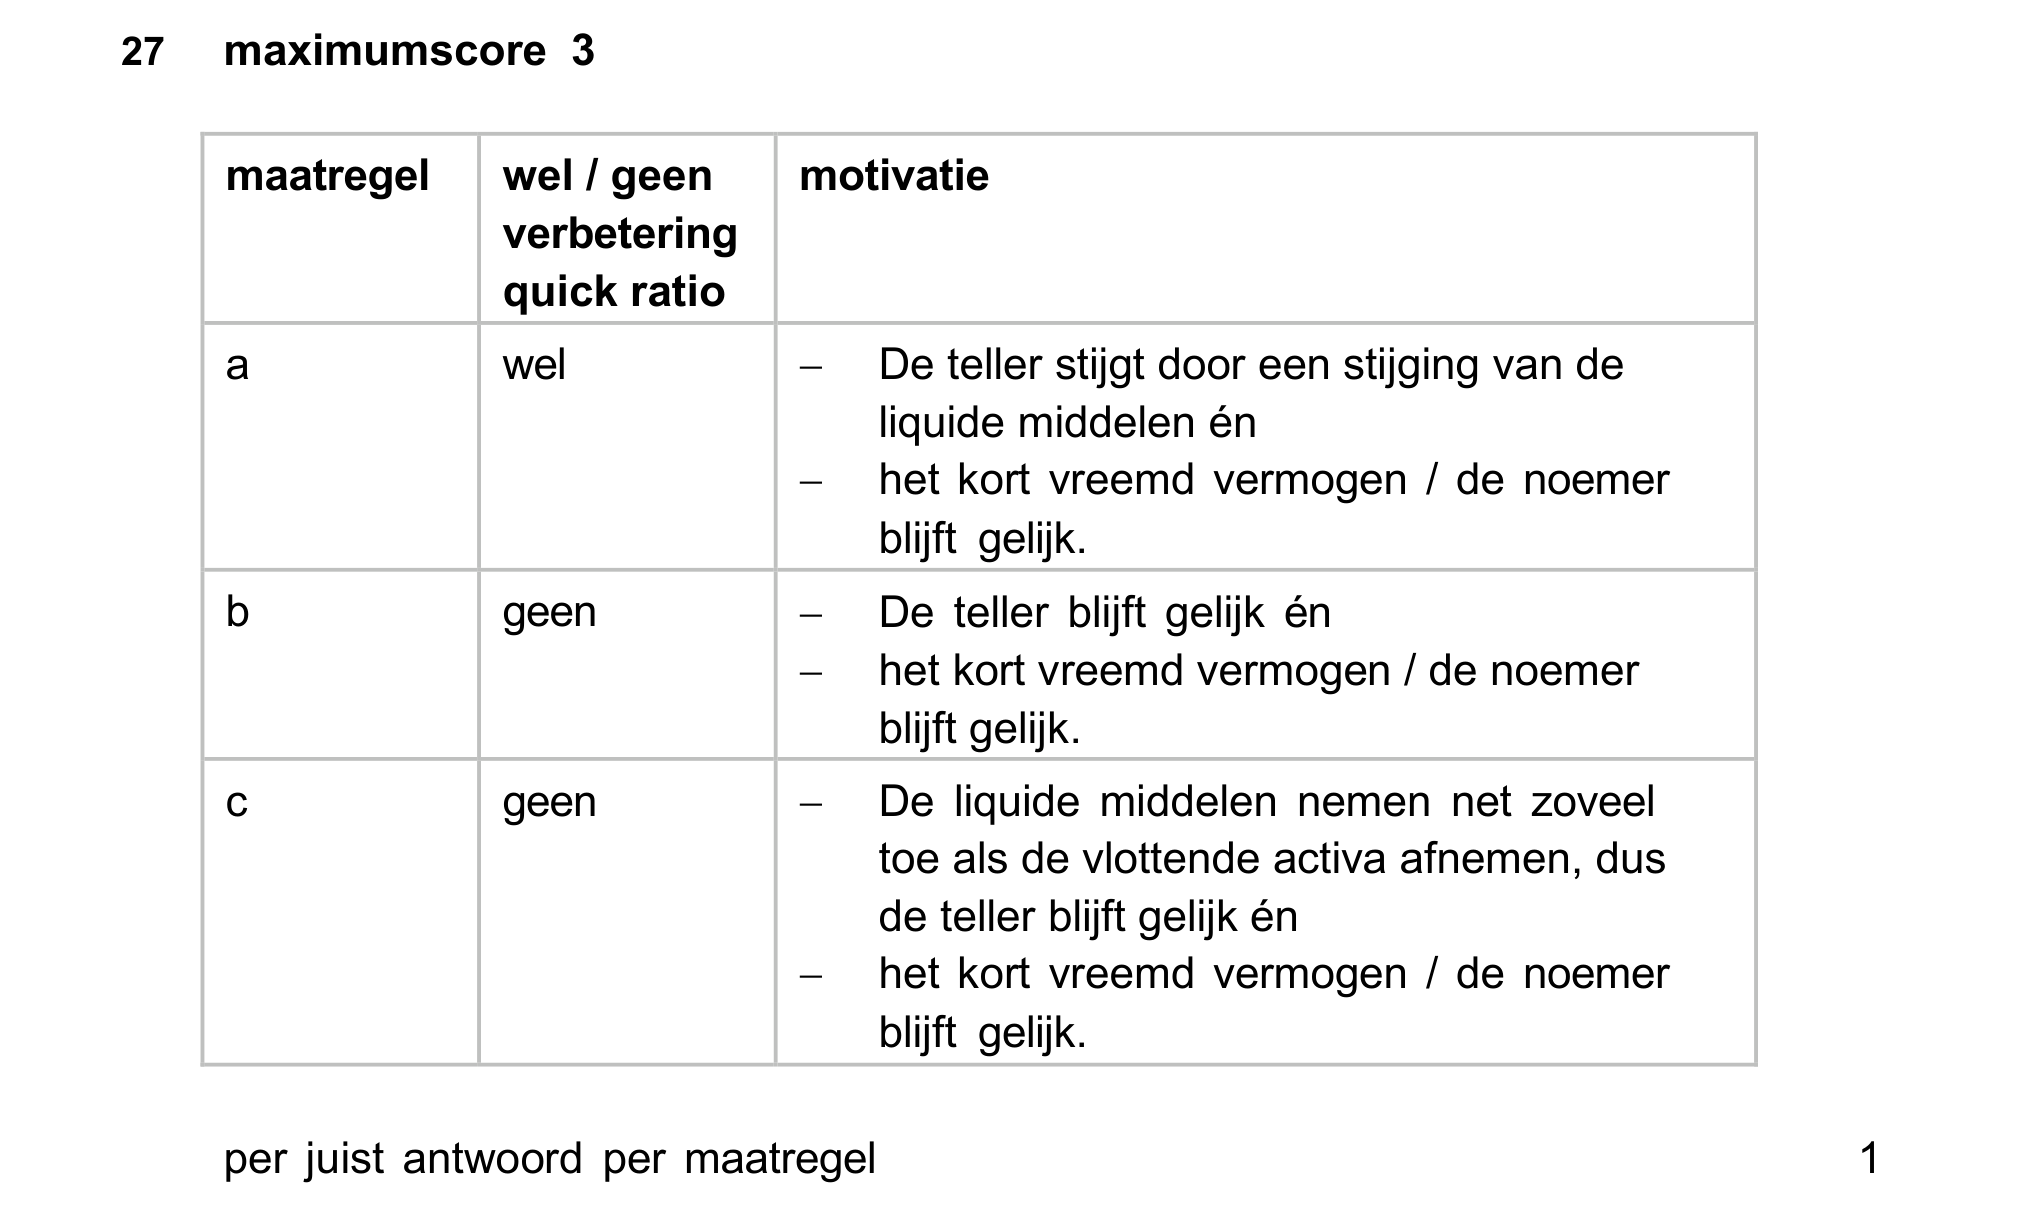 27 maximumscore 3
maatregel
wel / geen
verbetering
quick ratio
motivatie
a
wel
– De teller stijgt door een stijging van de
liquide middelen én
– het kort vreemd vermogen / de noemer
blijft gelijk.
b
geen
– De teller blijft gelijk én
– het kort vreemd vermogen / de noemer
blijft gelijk.
c
geen
– De liquide middelen nemen net zoveel
toe als de vlottende activa afnemen, dus
de teller blijft gelijk én
– het kort vreemd vermogen / de noemer
blijft gelijk.
per juist antwoord per maatregel 1